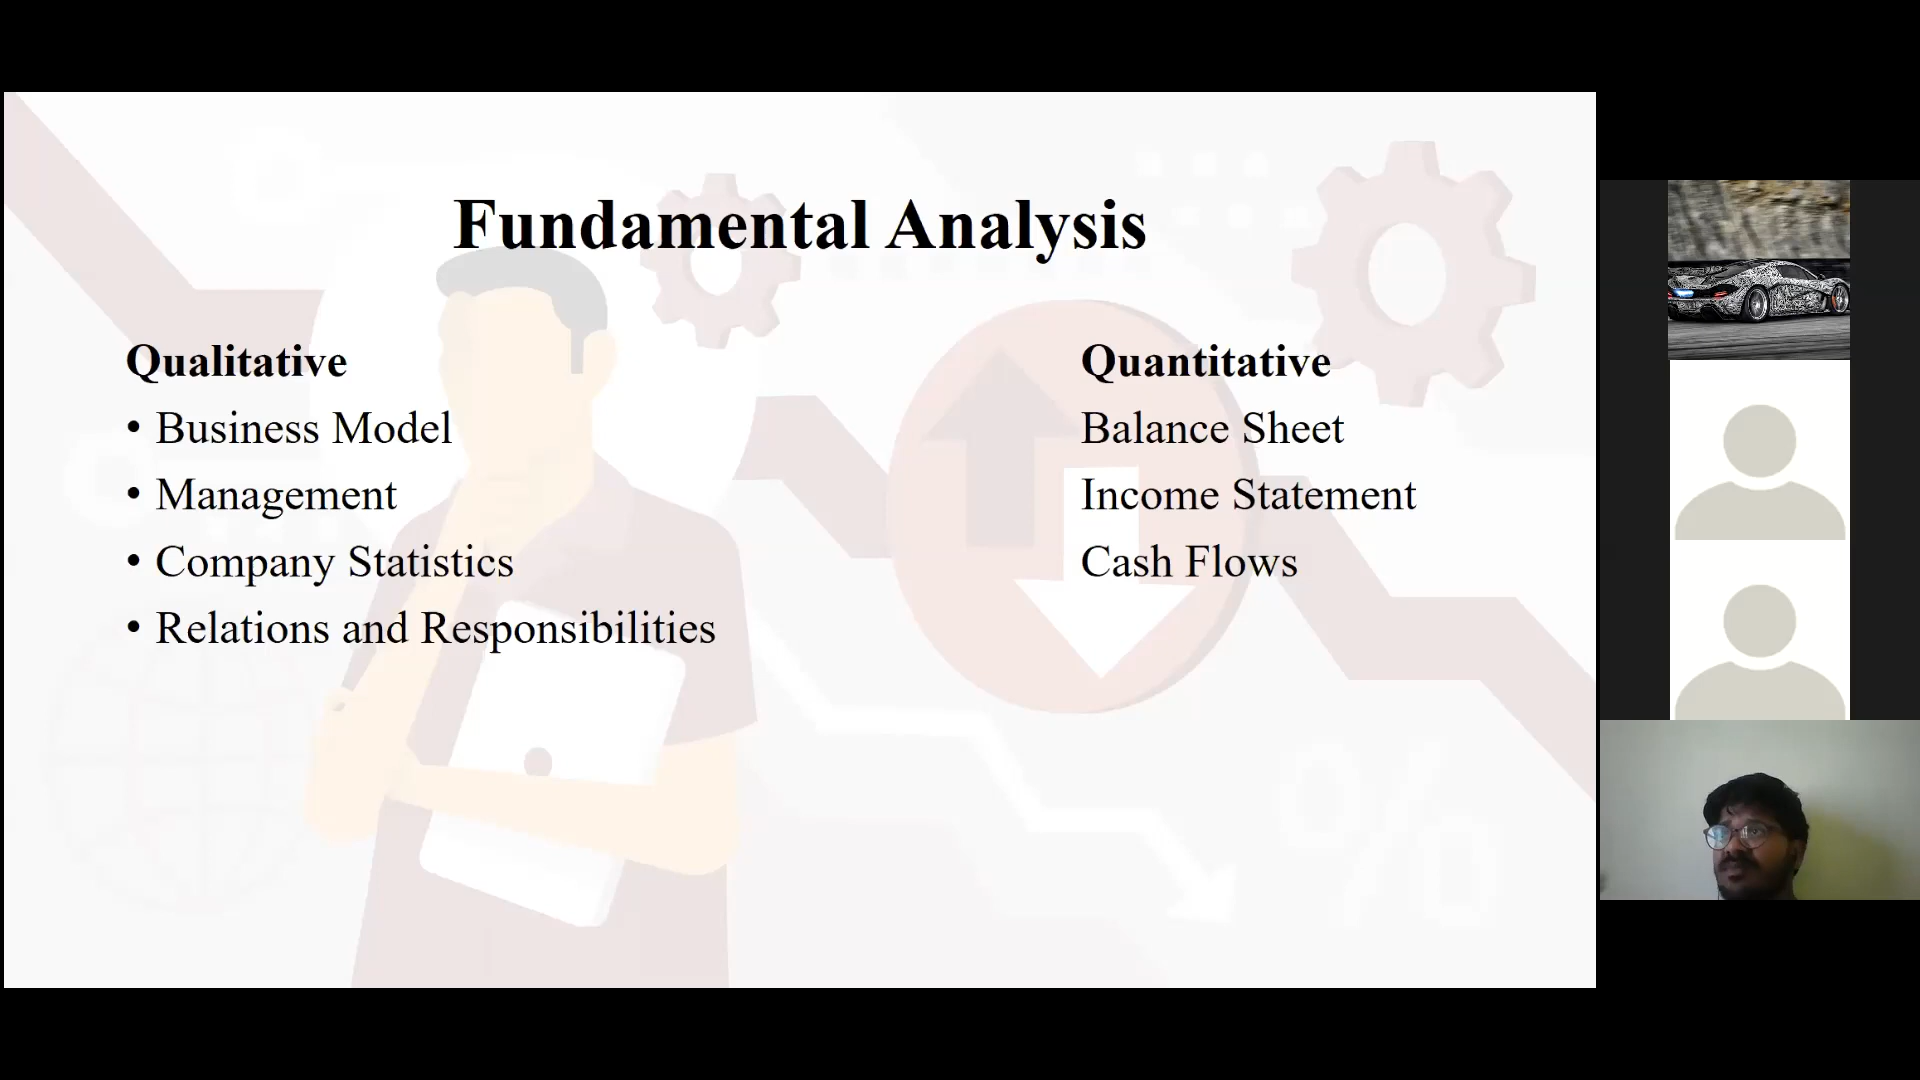 Fundamental Analysis
Qualitative
• Business Model
• Management
• Company Statistics
• Relations and Responsibilities
Quantitative
Balance Sheet
Income Statement
Cash Flows